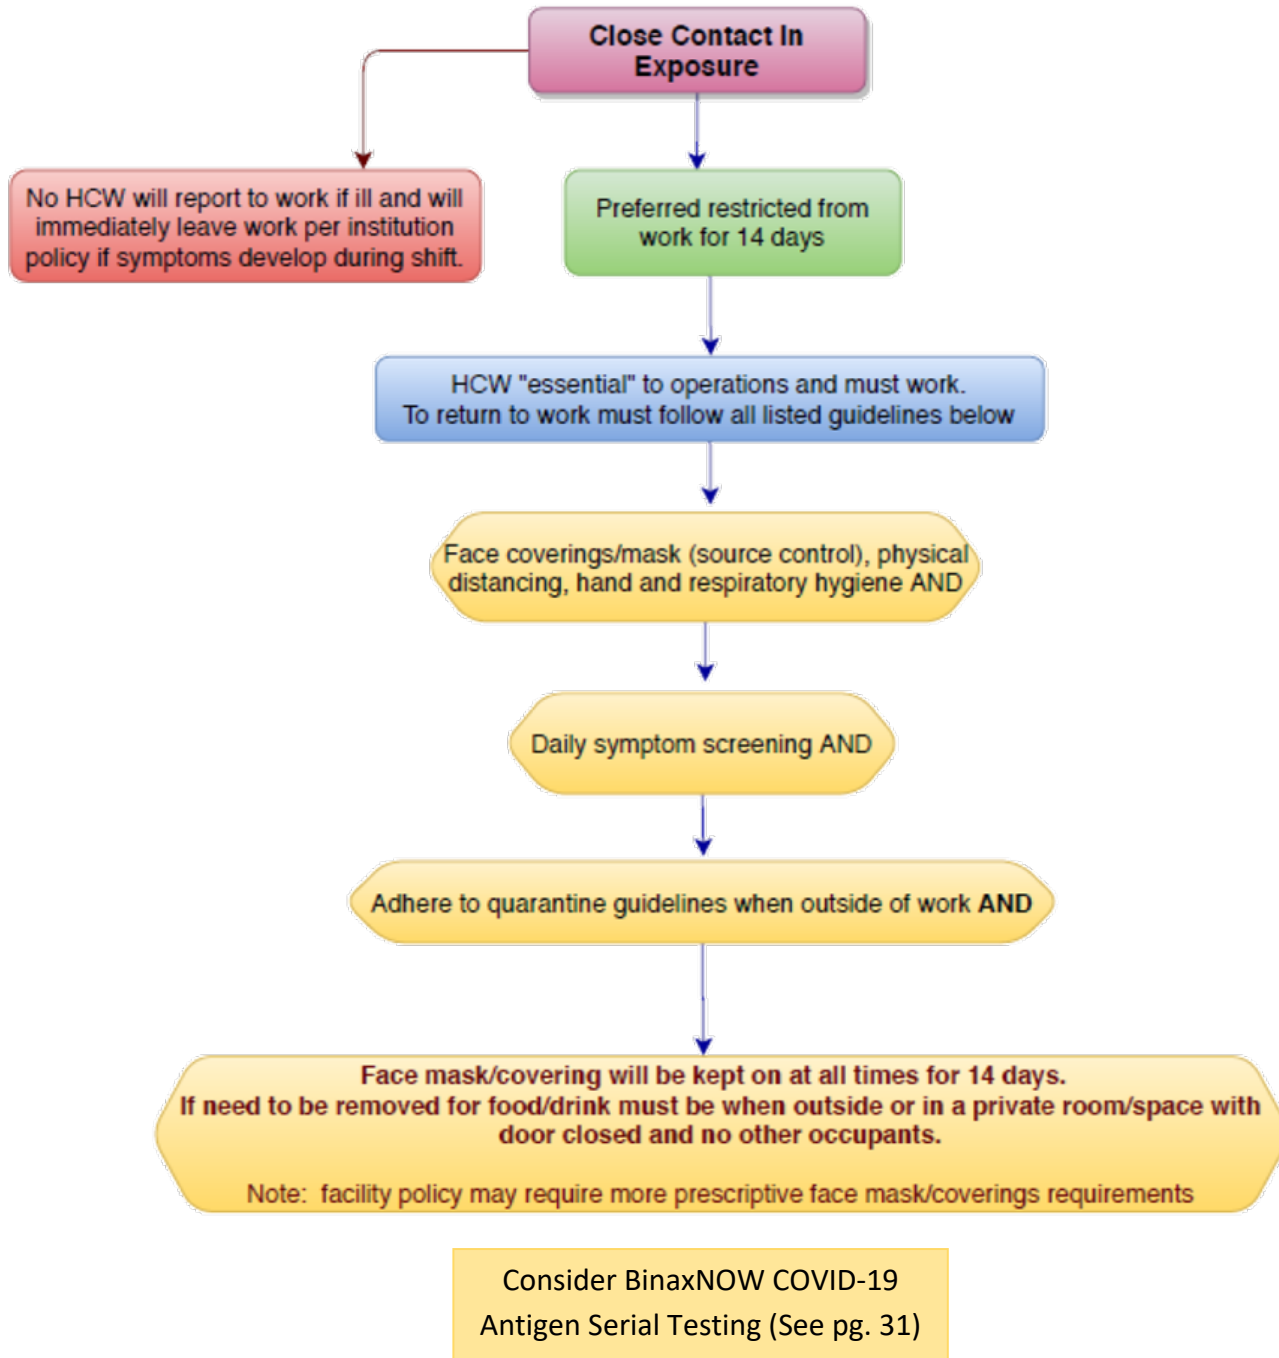 Close Contact In
Exposure
No HCW will report to work if ill and will
immediately leave work per institution
policy if symptoms develop during shift.
Preferred restricted from
work for 14 days
HCW "essential" to operations and must work.
To return to work must follow all listed guidelines below
Face coverings/mask (source control), physical
distancing, hand and respiratory hygiene AND
Daily symptom screening AND
Adhere to quarantine guidelines when outside of work AND
Face mask/covering will be kept on at all times for 14 days.
If need to be removed for food/drink must be when outside or in a private room/space with
door closed and no other occupants.
Note: facility policy may require more prescriptive face mask/coverings requirements
Consider BinaxNOW COVID-19
Antigen Serial Testing (See pg. 31)